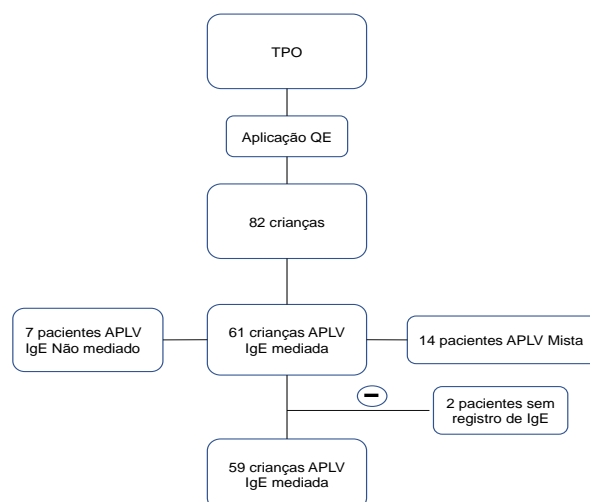 TPO
Aplicação QE
82 crianças
7 pacientes APLV
IgE Não mediado
61 crianças APLV
IgE mediada
14 pacientes APLV Mista
2 pacientes sem
registro de IgE
59 crianças APLV
IgE mediada